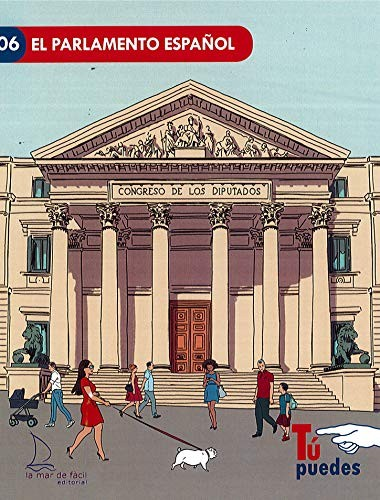 06 EL PARLAMENTO ESPAÑOL
CONGRESO DE LOS DIPUTADOS
Tú
puedes
la mar de fácil
editorial